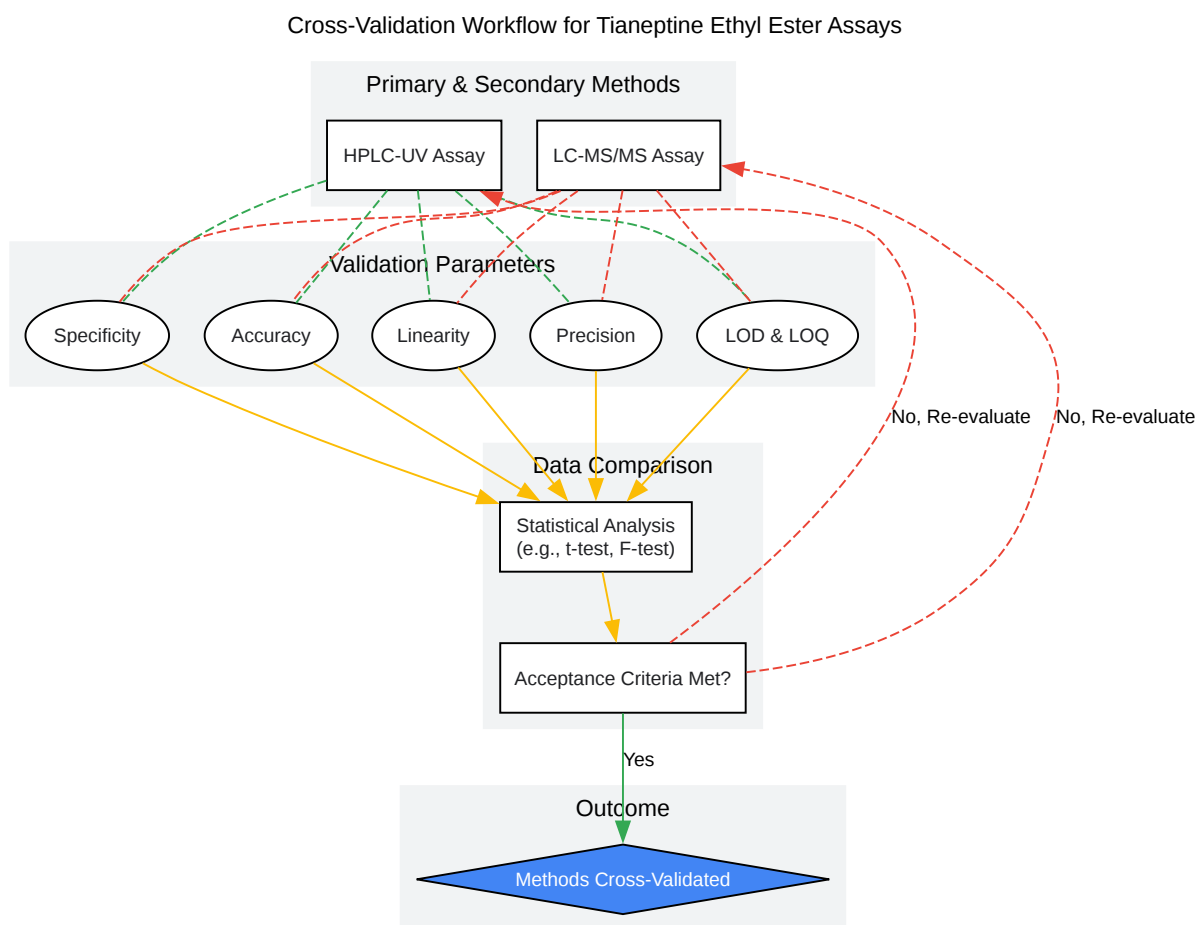 Cross-Validation Workflow for Tianeptine Ethyl Ester Assays
Primary & Secondary Methods
HPLC-UV Assay
LC-MS/MS Assay
Validation Parameters
Specificity
Accuracy
Linearity
Precision
LOD & LOQ
No, Re-evaluate
No, Re-evaluate
Data Comparison
Statistical Analysis
(e.g., t-test, F-test)
Acceptance Criteria Met?
Yes
Outcome
Methods Cross-Validated